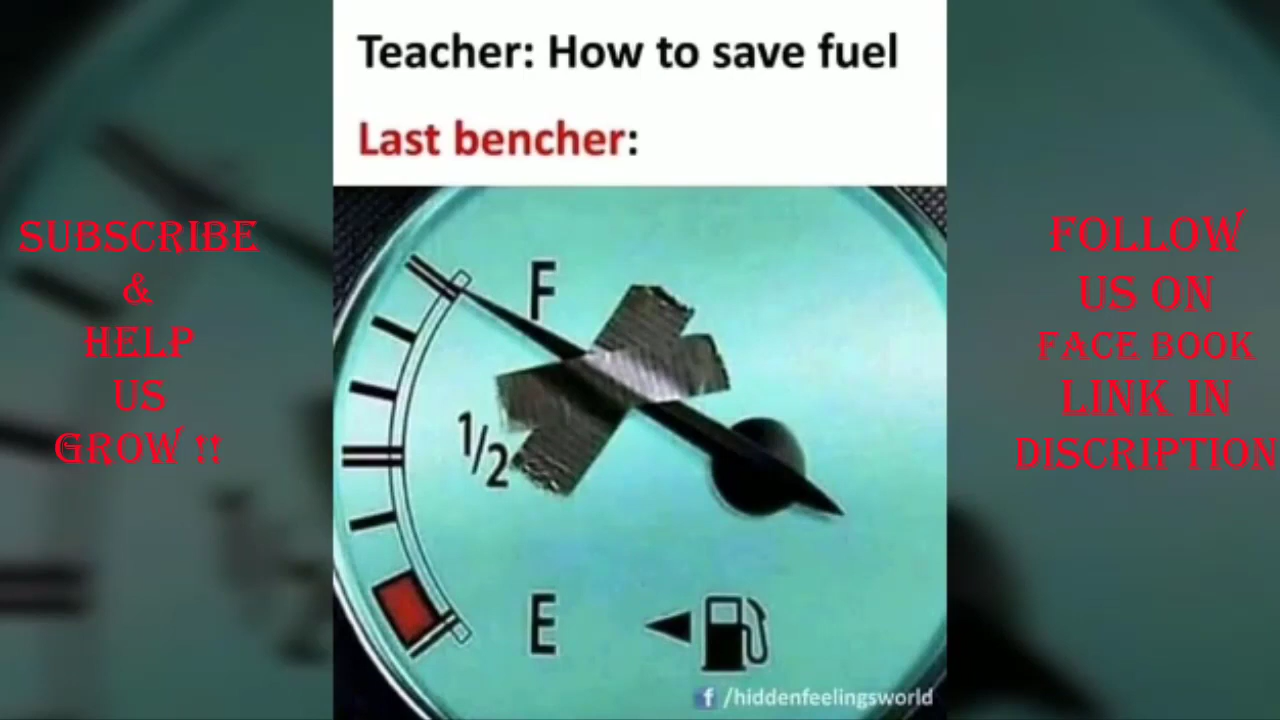 Teacher: How to save fuel
Last bencher:
SUBSCRIBE
&
HELP
US
GROW !!
F
1/2
E
f /hiddenfeelingsworld
FOLLOW
US ON
FACE BOOK
LINK IN
DISCRIPTION